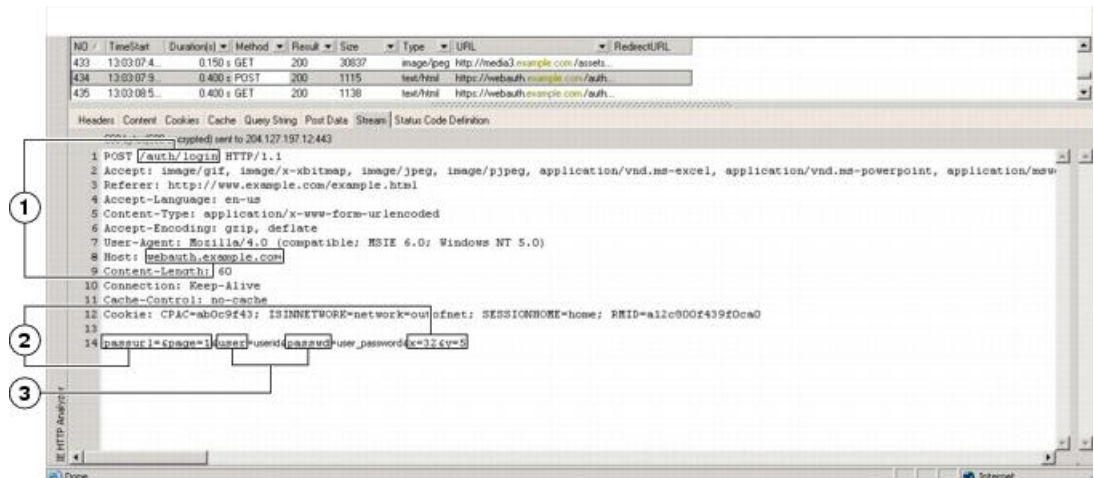 NO / TimeStart Duration(s) Method Result Size Type URL RedirectURL
433 13:03:07:4... 0.150 s GET 200 30837 image/jpeg http://media3.example.com/assets...
434 13:03:07:9... 0.400 s POST 200 1115 text/html https://webauth.example.com/auth...
435 13:03:08:5... 0.400 s GET 200 1138 text/html https://webauth.example.com/auth...
Headers Content Cookies Cache Query String Post Data Stream Status Code Definition
crypted) sent to 204.127.197.12:443
1 POST /auth/login HTTP/1.1
2 Accept: image/gif, image/x-xbitmap, image/jpeg, image/pjpeg, application/vnd.ms-excel, application/vnd.ms-powerpoint, application/msw
3 Referer: http://www.example.com/example.html
4 Accept-Language: en-us
5 Content-Type: application/x-www-form-urlencoded
6 Accept-Encoding: gzip, deflate
7 User-Agent: Mozilla/4.0 (compatible; MSIE 6.0; Windows NT 5.0)
8 Host: webauth.example.com
9 Content-Length: 60
10 Connection: Keep-Alive
11 Cache-Control: no-cache
12 Cookie: CPAC=ab0c9f43; ISINNETWORK=network=outofnet; SESSIONHOME=home; RMID=a12c800f439f0ca0
13
14 passurl=&page=1&user=userid&passwd=user_password&x=32&y=5
1
2
3
IE HTTP Analyzer
Done Internet